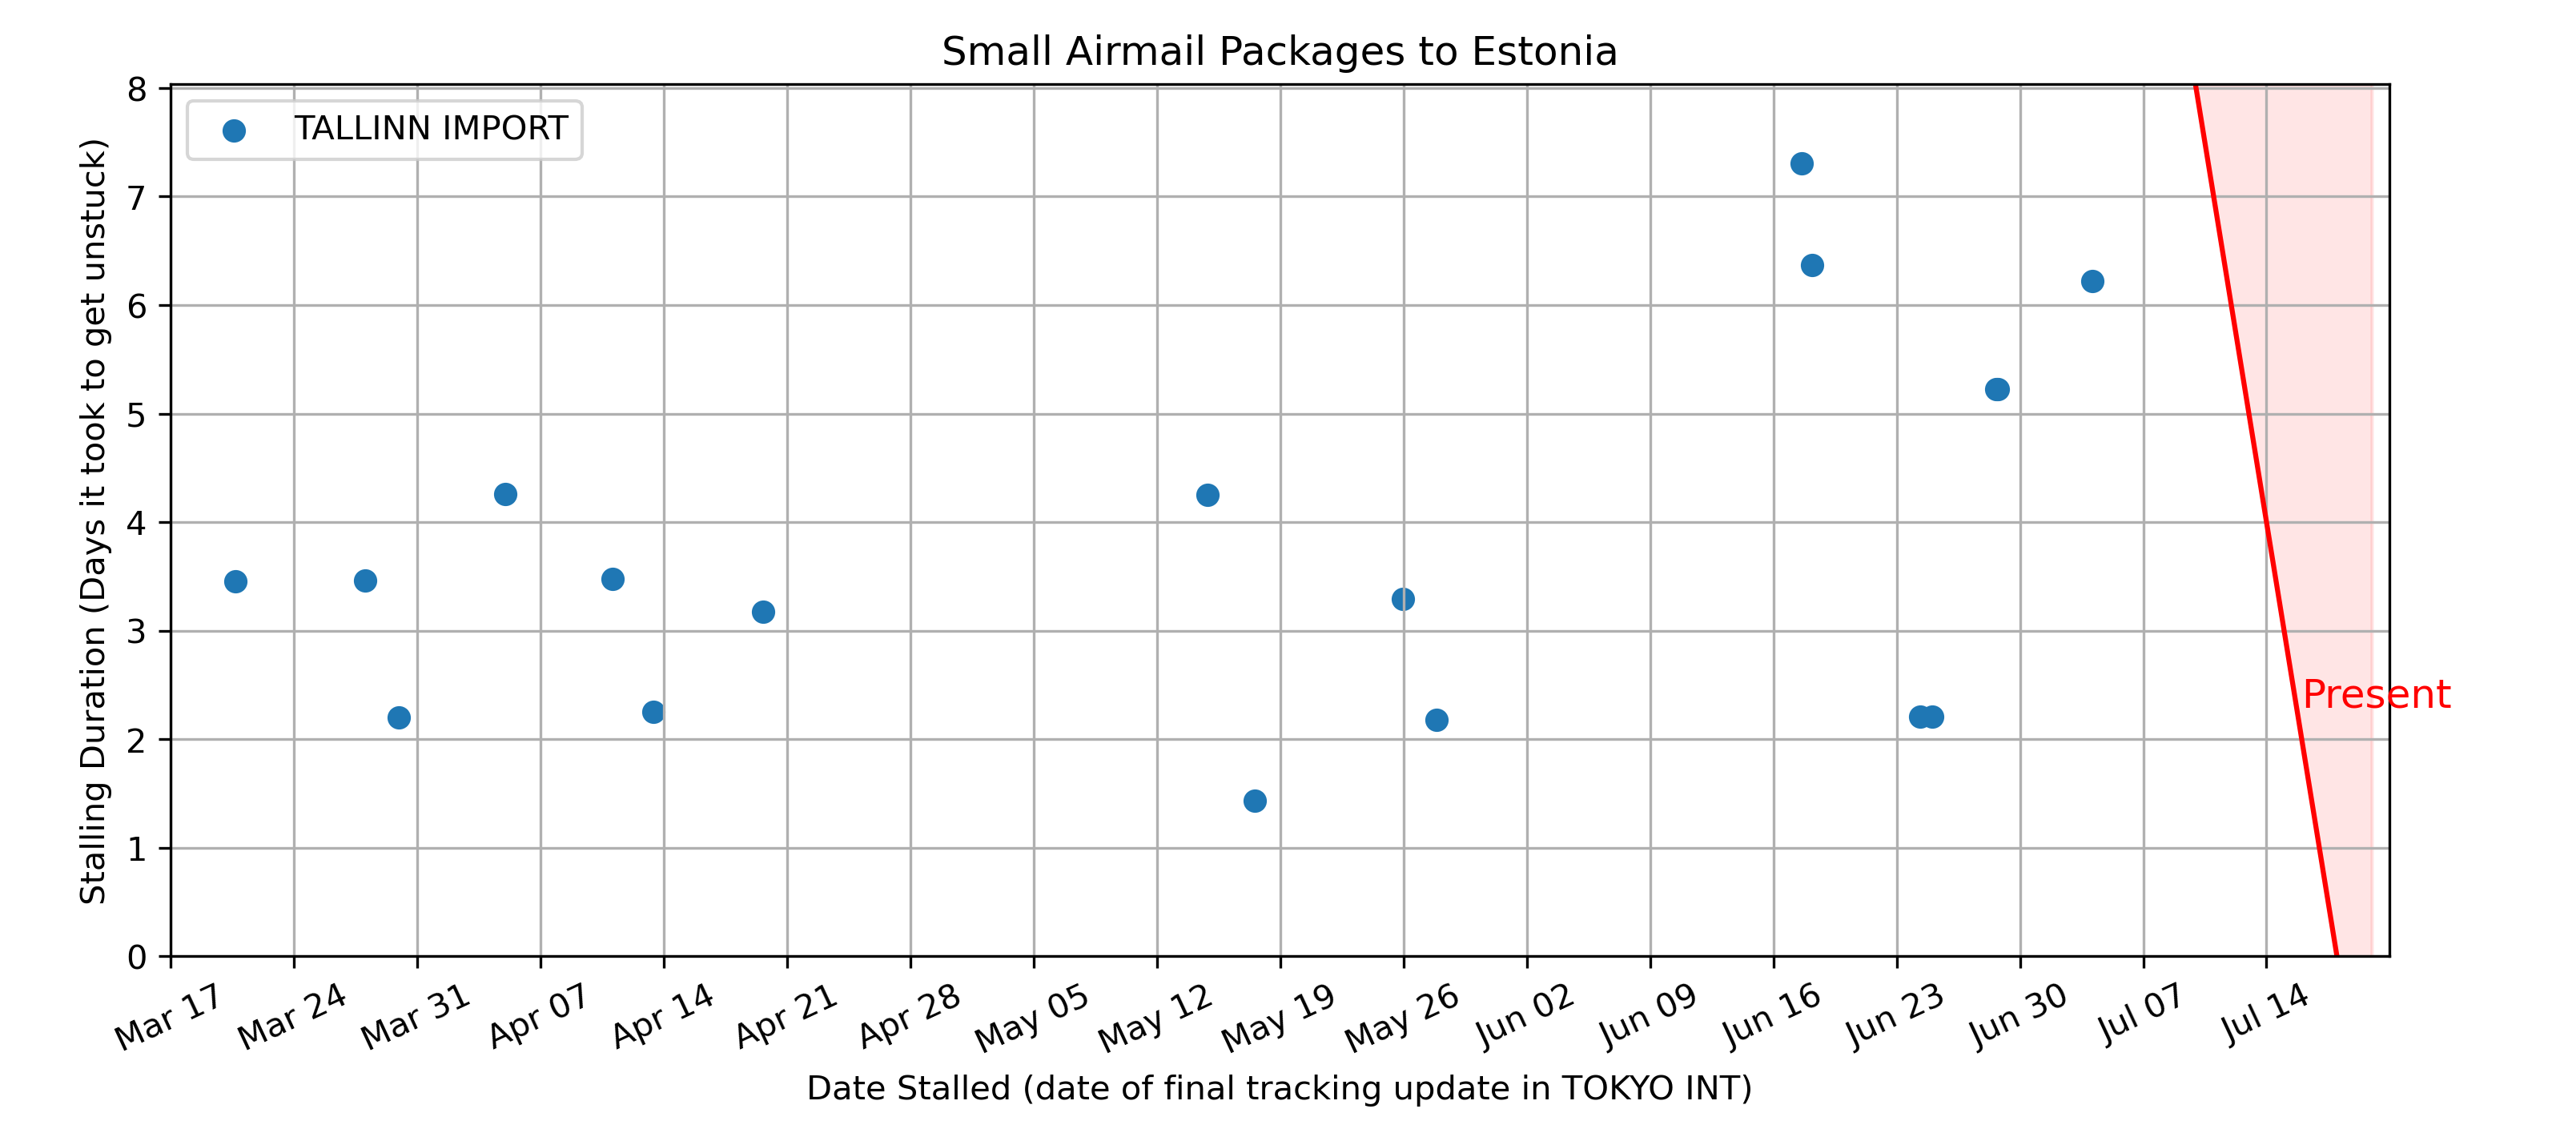 Small Airmail Packages to Estonia
TALLINN IMPORT
Stalling Duration (Days it took to get unstuck)
8
7
6
5
4
3
2
1
0
Present
Mar 17 Mar 24 Mar 31 Apr 07 Apr 14 Apr 21 Apr 28 May 05 May 12 May 19 May 26 Jun 02 Jun 09 Jun 16 Jun 23 Jun 30 Jul 07 Jul 14
Date Stalled (date of final tracking update in TOKYO INT)